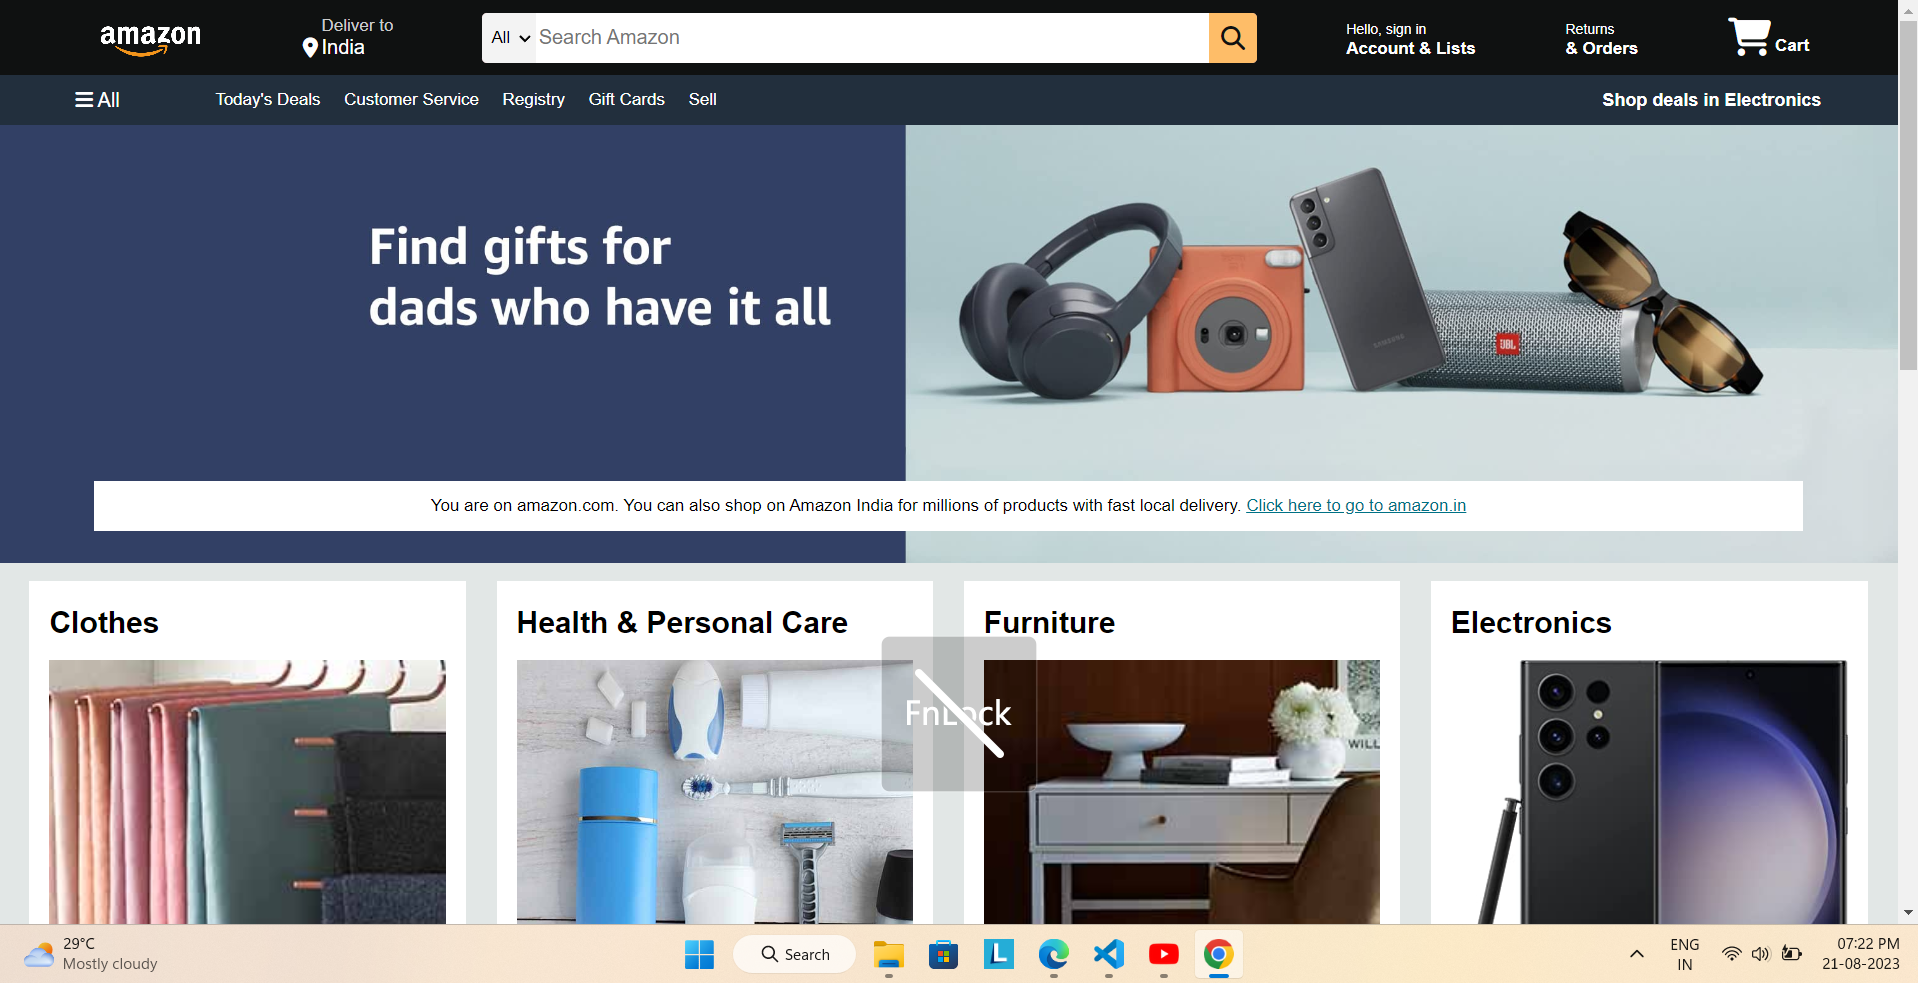 amazon
Deliver to
India
All
Search Amazon
Hello, sign in
Account & Lists
Returns
& Orders
Cart
All
Today's Deals
Customer Service
Registry
Gift Cards
Sell
Shop deals in Electronics
Find gifts for
dads who have it all
SAMSUNG
JBL
You are on amazon.com. You can also shop on Amazon India for millions of products with fast local delivery. Click here to go to amazon.in
Clothes
Health & Personal Care
Furniture
Electronics
FnLock
WILL
29°C
Mostly cloudy
Search
L
ENG
IN
07:22 PM
21-08-2023